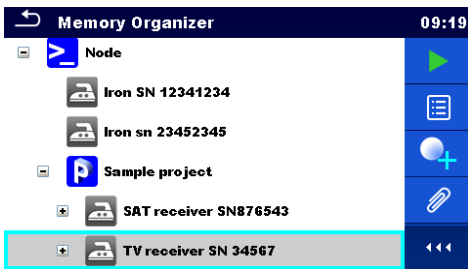 Memory Organizer 09:19
Node
Iron SN 12341234
Iron sn 23452345
Sample project
SAT receiver SN876543
TV receiver SN 34567